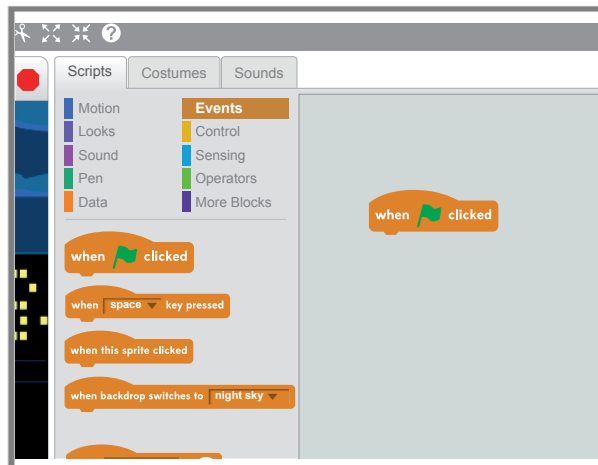 ?
Scripts Costumes Sounds
Motion Events
Looks Control
Sound Sensing
Pen Operators
Data More Blocks
when clicked
when clicked
when space key pressed
when this sprite clicked
when backdrop switches to night sky